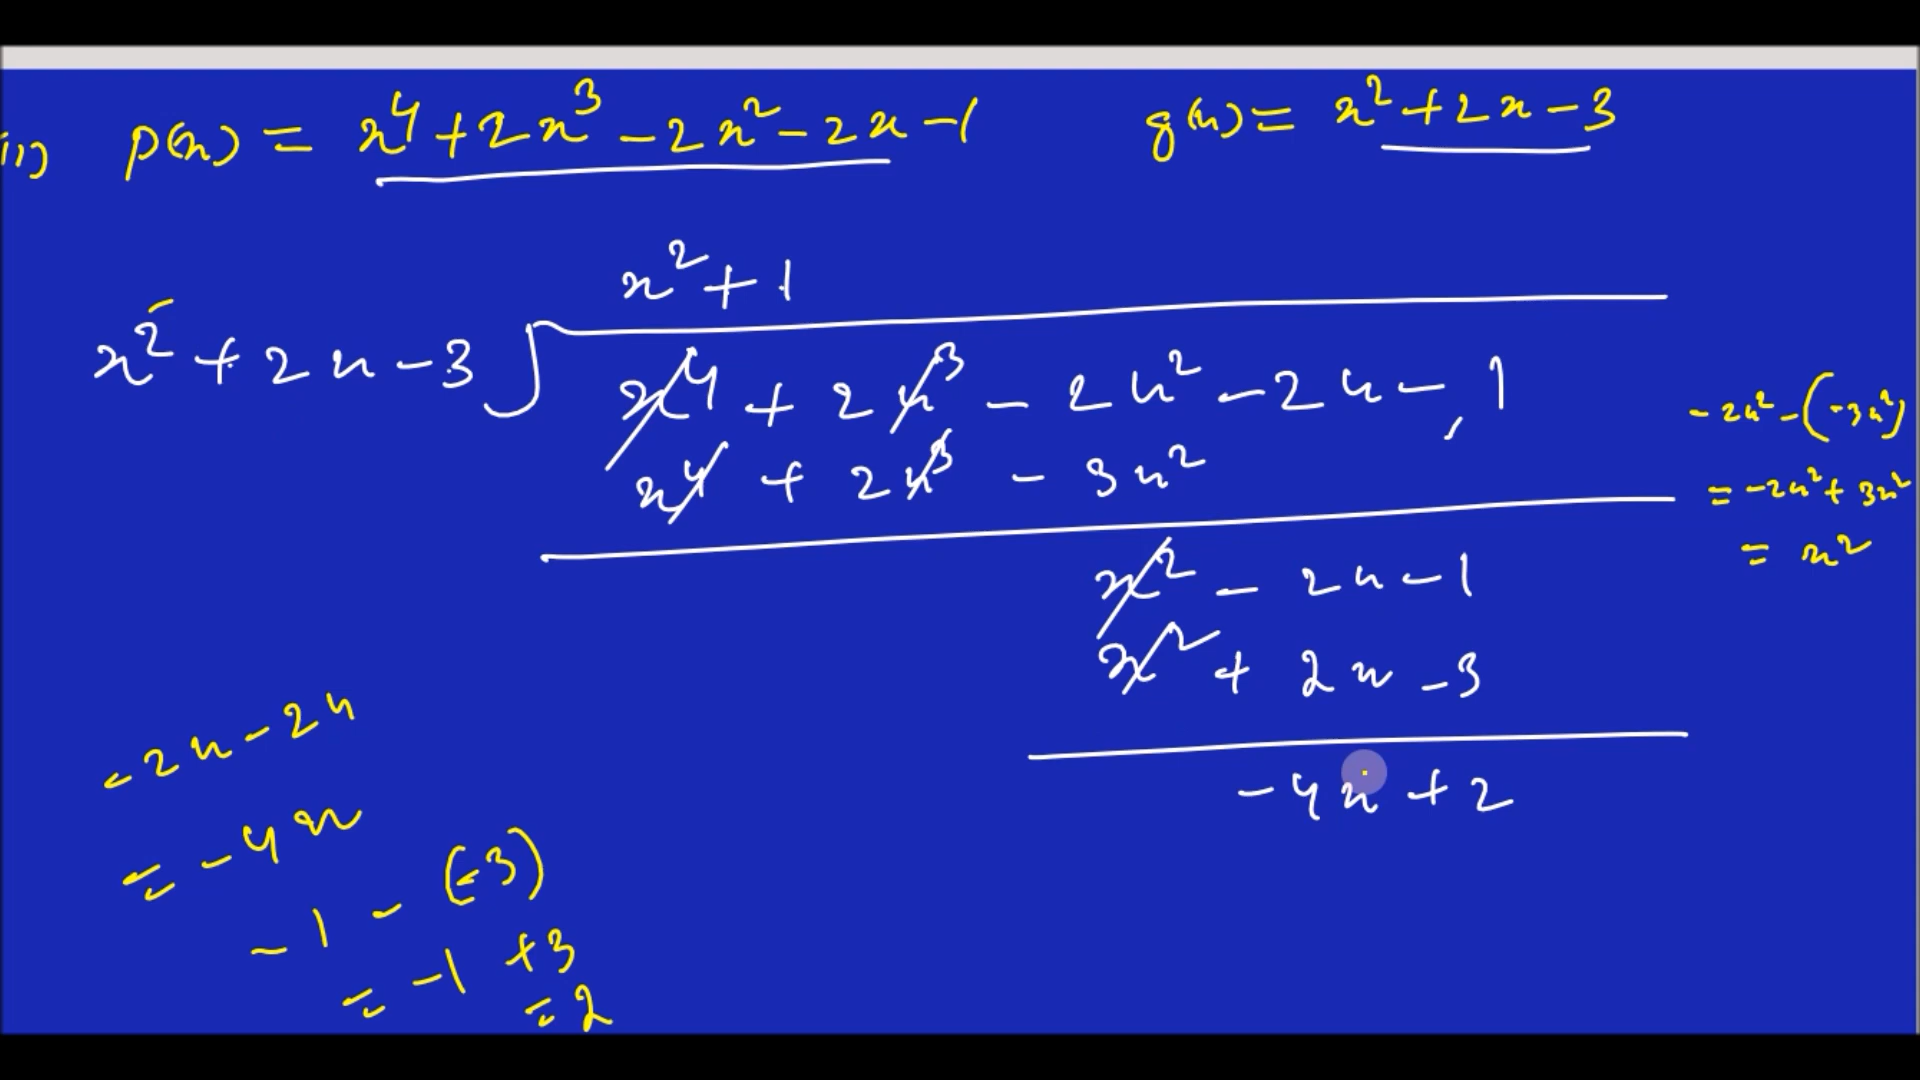 ii) p(x) = x⁴ + 2x³ - 2x² - 2x - 1 g(x) = x² + 2x - 3
x² + 1
x² + 2x - 3 x⁴ + 2x³ - 2x² - 2x - 1
x⁴ + 2x³ - 3x²
x² - 2x - 1
x² + 2x - 3
-4x + 2
-2x² - (-3x²)
= -2x² + 3x²
= x²
-2x - 2x
= -4x
-1 - (-3)
= -1 + 3
= 2